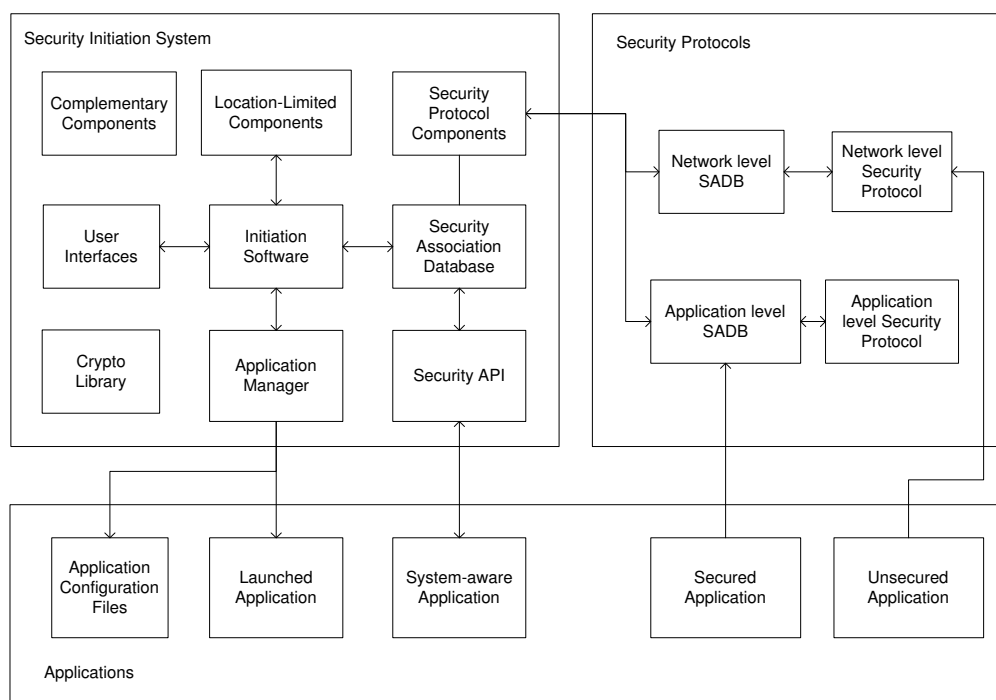 Security Initiation System
Security Protocols
Complementary
Components
Location-Limited
Components
Security
Protocol
Components
Network level
SADB
Network level
Security
Protocol
User
Interfaces
Initiation
Software
Security
Association
Database
Application level
SADB
Application
level Security
Protocol
Crypto
Library
Application
Manager
Security API
Application
Configuration
Files
Launched
Application
System-aware
Application
Secured
Application
Unsecured
Application
Applications